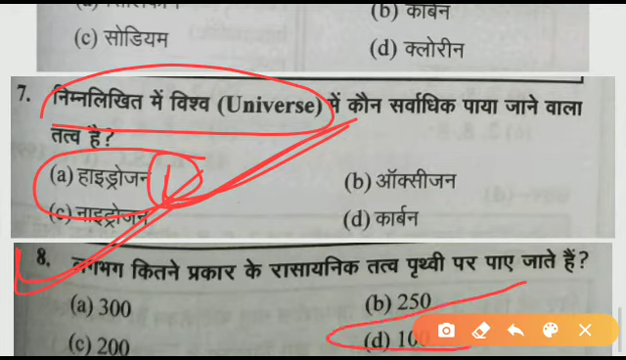 (b) कार्बन
(c) सोडियम
(d) क्लोरीन
7. निम्नलिखित में विश्व (Universe) में कौन सर्वाधिक पाया जाने वाला
तत्व है?
(a) हाइड्रोजन
(b) ऑक्सीजन
(c) नाइट्रोजन
(d) कार्बन
8. लगभग कितने प्रकार के रासायनिक तत्व पृथ्वी पर पाए जाते हैं?
(a) 300
(b) 250
(c) 200
(d)